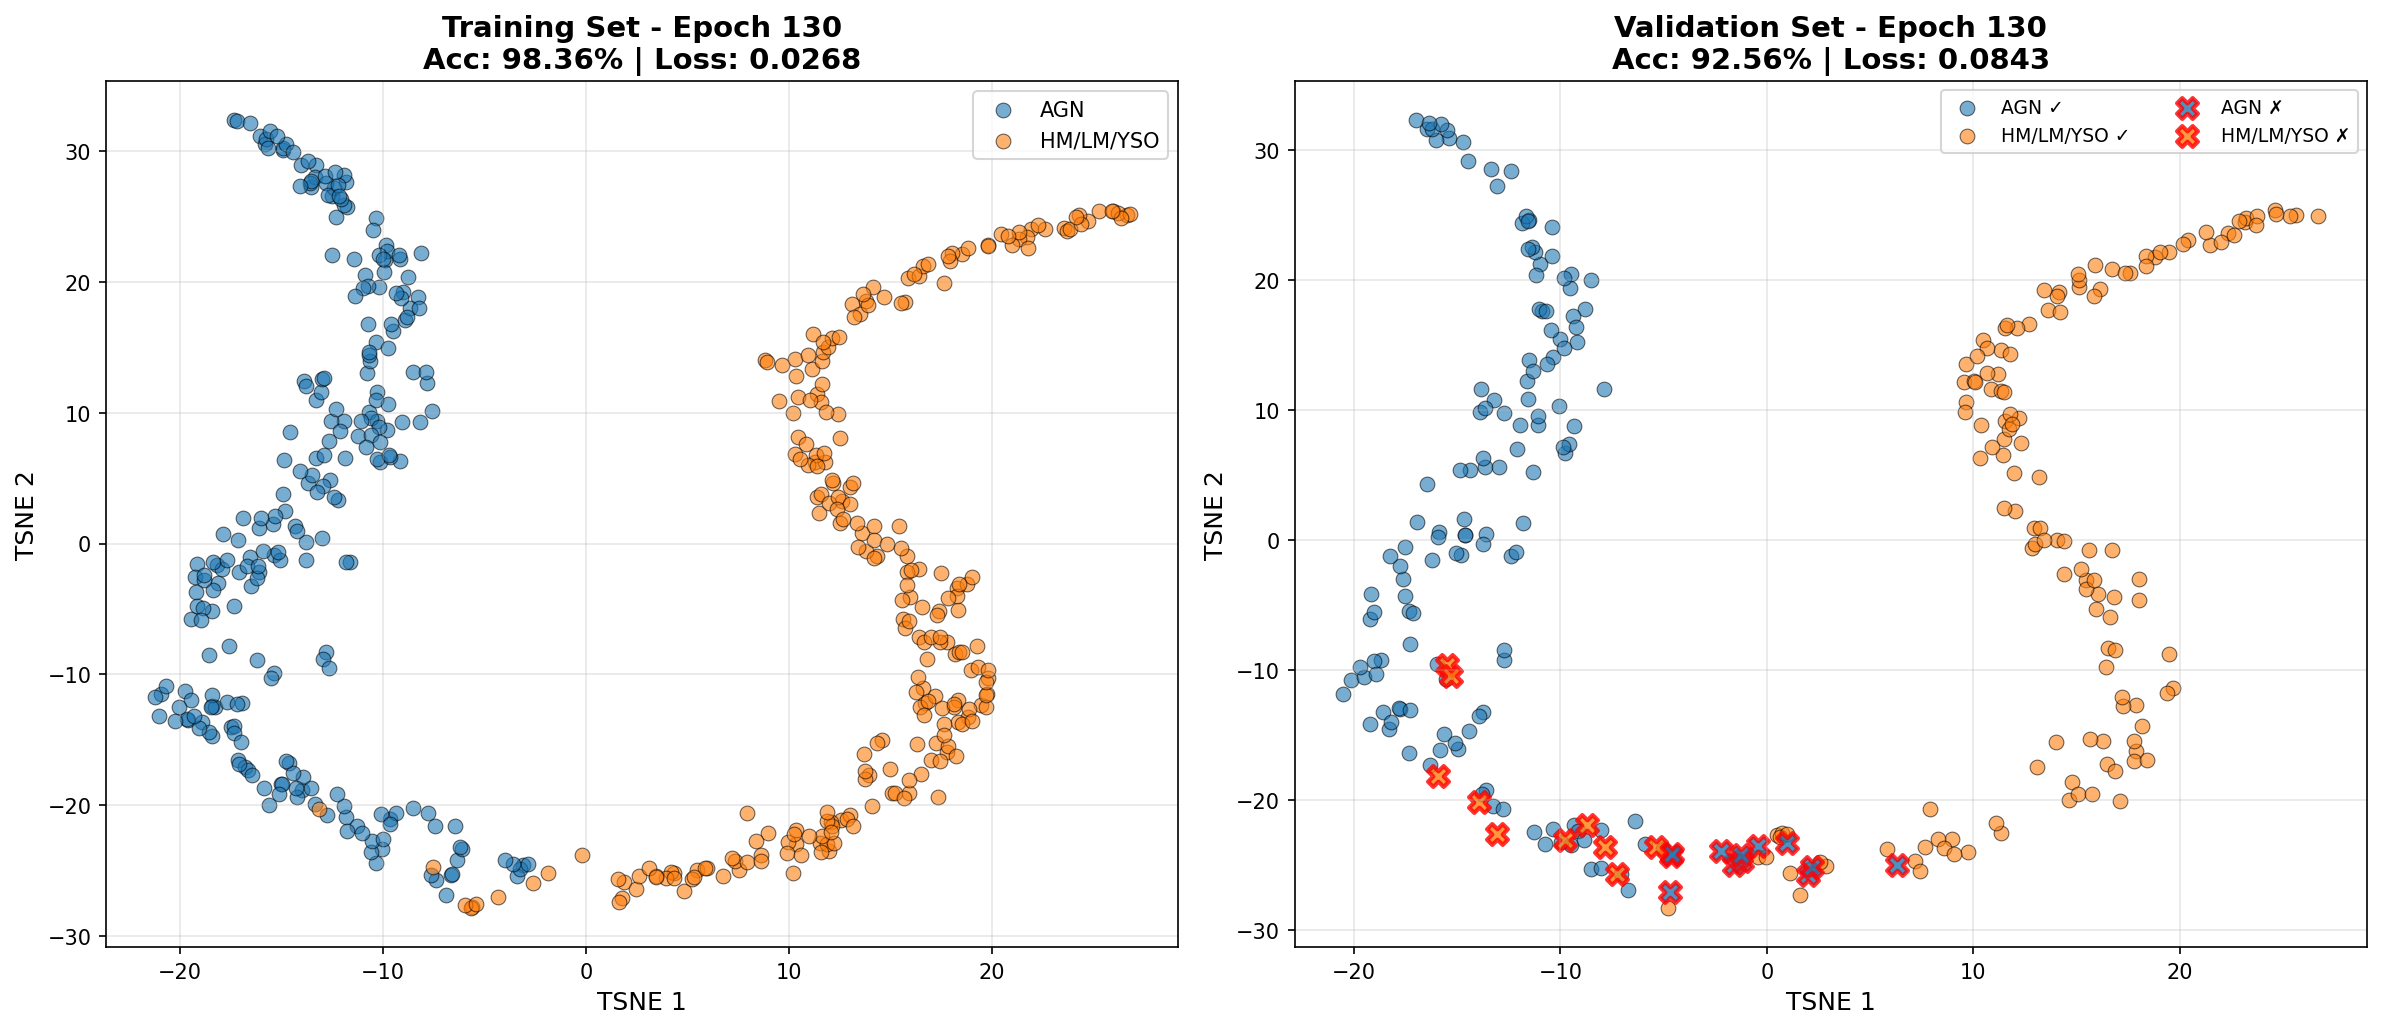 Training Set - Epoch 130
Acc: 98.36% | Loss: 0.0268
AGN
HM/LM/YSO
30
20
10
0
−10
−20
−30
TSNE 2
−20
−10
0
10
20
TSNE 1
Validation Set - Epoch 130
Acc: 92.56% | Loss: 0.0843
AGN ✓
HM/LM/YSO ✓
AGN ✗
HM/LM/YSO ✗
30
20
10
0
−10
−20
−30
TSNE 2
−20
−10
0
10
20
TSNE 1